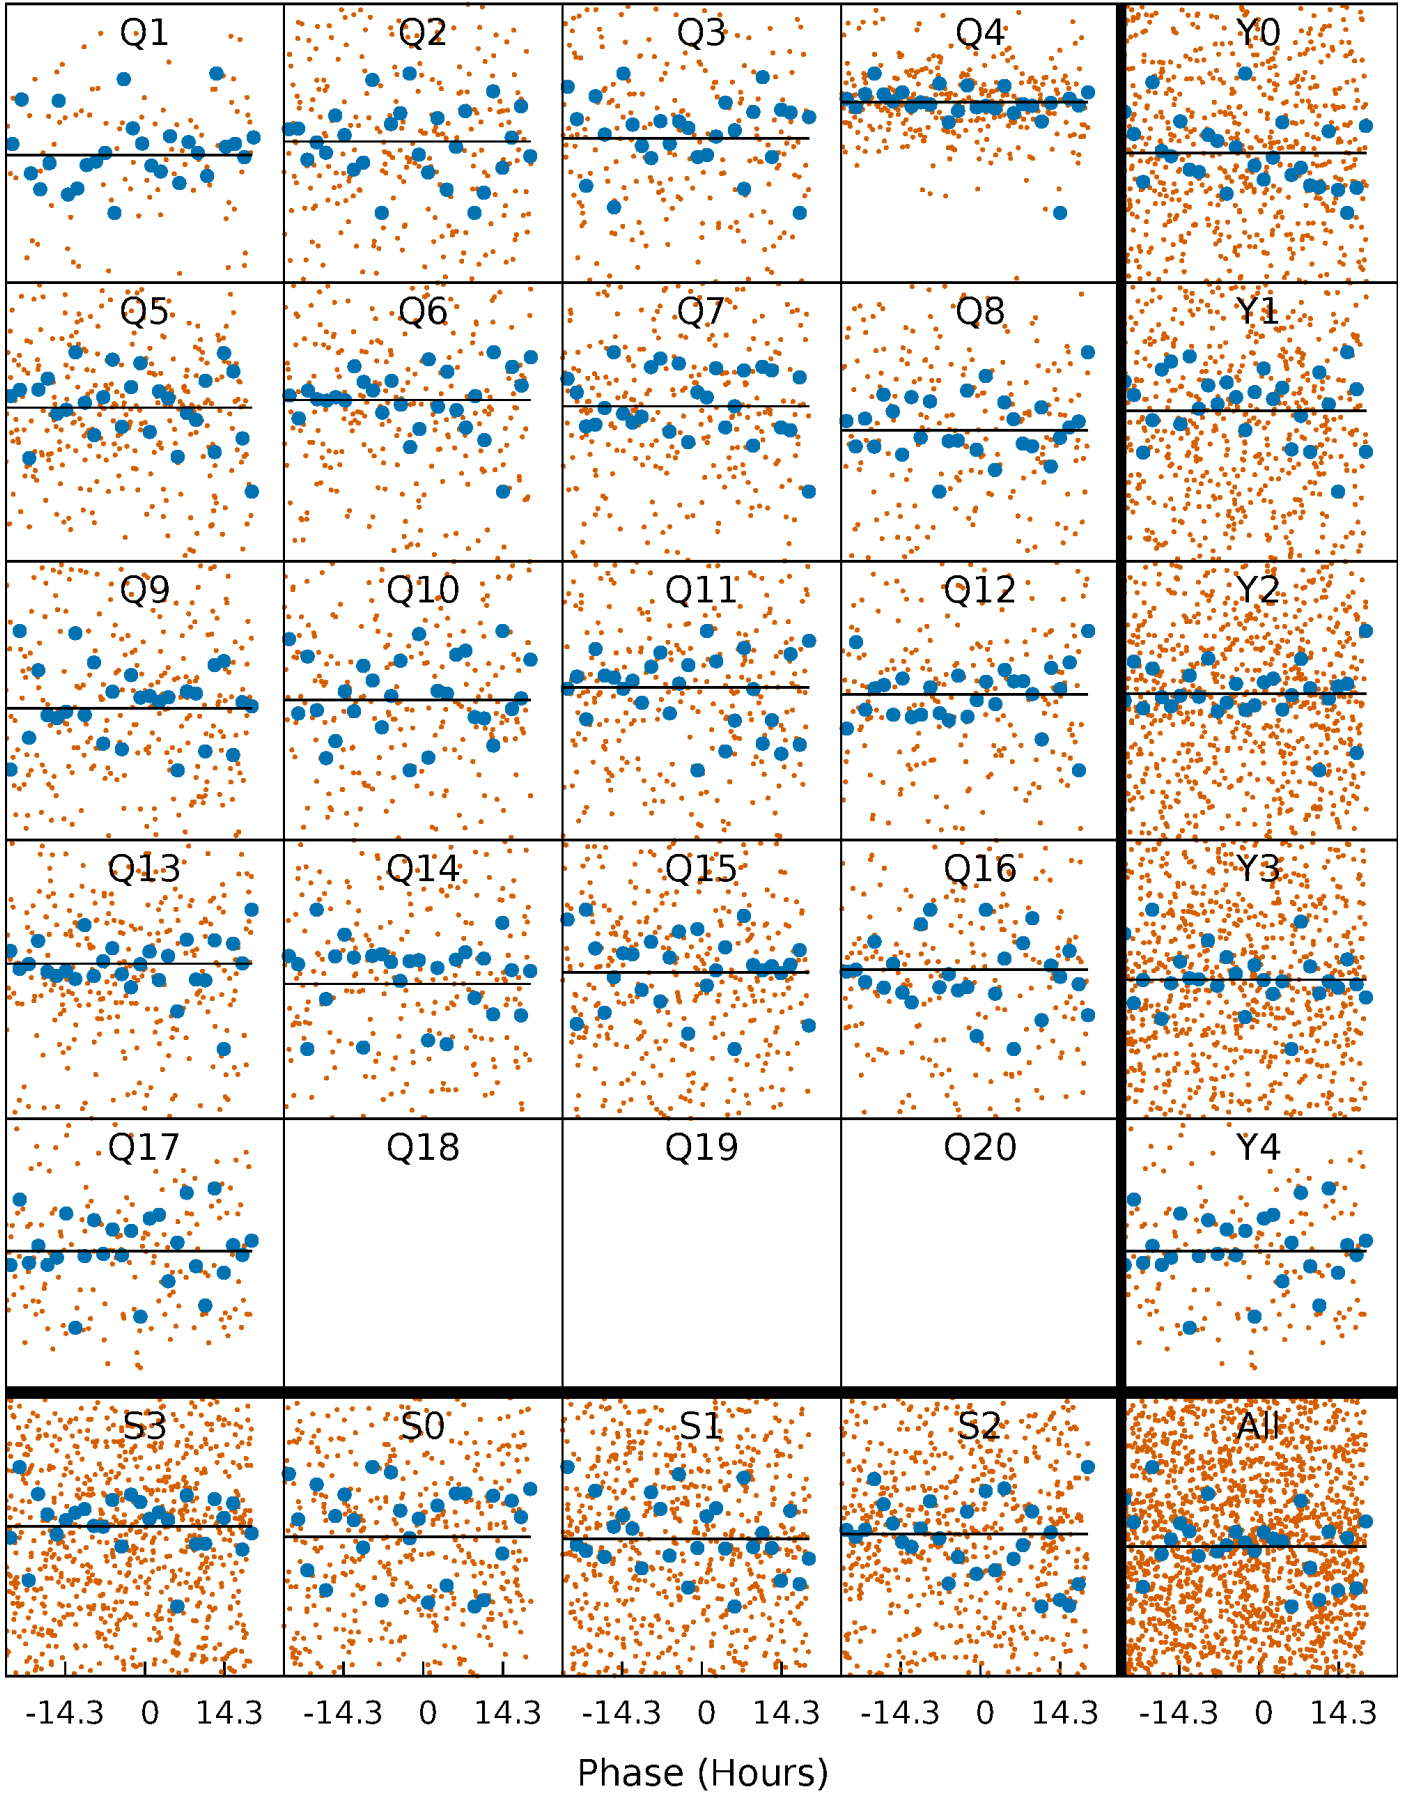 Q1 Q2 Q3 Q4 Y0
Q5 Q6 Q7 Q8 Y1
Q9 Q10 Q11 Q12 Y2
Q13 Q14 Q15 Q16 Y3
Q17 Q18 Q19 Q20 Y4
S3 S0 S1 S2 All
-14.3 0 14.3 -14.3 0 14.3 -14.3 0 14.3 -14.3 0 14.3 -14.3 0 14.3
Phase (Hours)